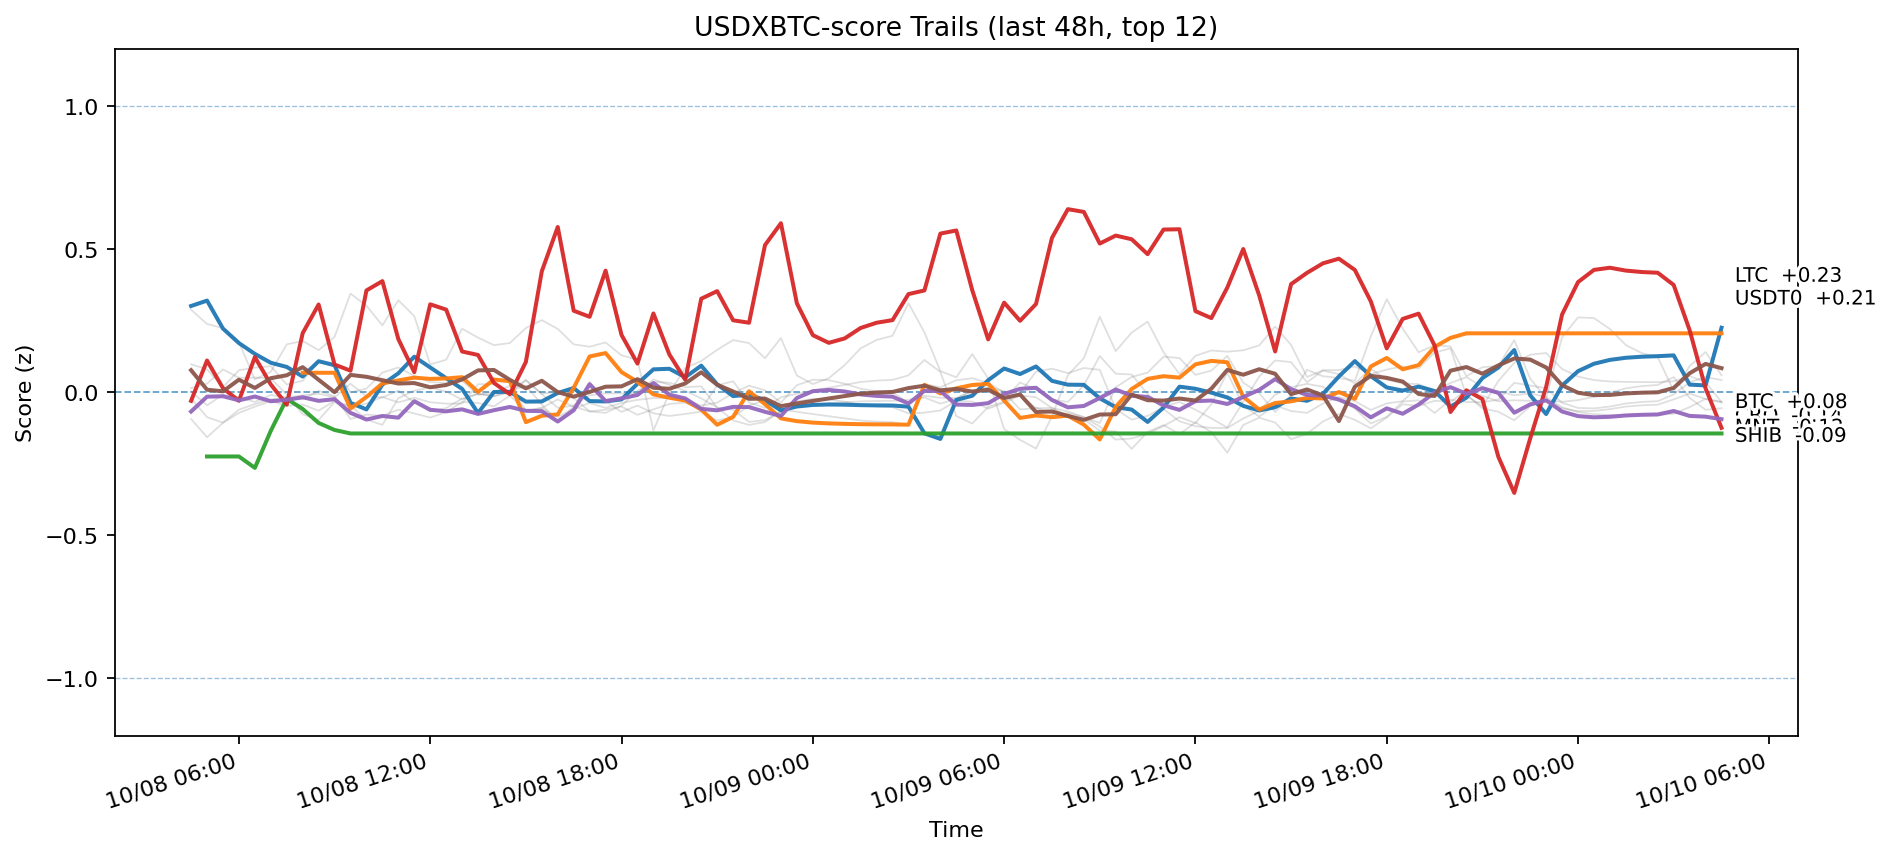 USDXBTC-score Trails (last 48h, top 12)
Score (z)
1.0
0.5
0.0
−0.5
−1.0
LTC +0.23
USDT0 +0.21
BTC +0.08
SHIB -0.09
10/08 06:00
10/08 12:00
10/08 18:00
10/09 00:00
10/09 06:00
10/09 12:00
10/09 18:00
10/10 00:00
10/10 06:00
Time